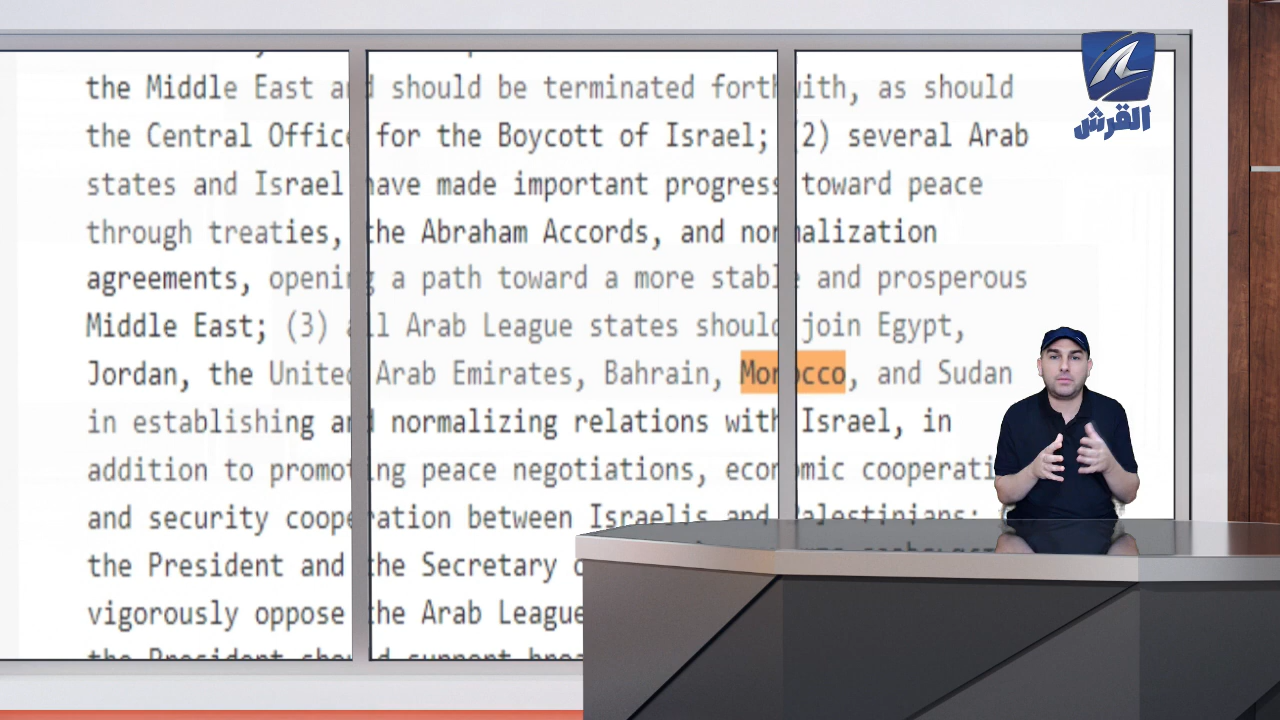 the Middle East and should be terminated forthwith, as should
the Central Office for the Boycott of Israel; (2) several Arab
states and Israel have made important progress toward peace
through treaties, the Abraham Accords, and normalization
agreements, opening a path toward a more stable and prosperous
Middle East; (3) all Arab League states should join Egypt,
Jordan, the United Arab Emirates, Bahrain, Morocco, and Sudan
in establishing and normalizing relations with Israel, in
addition to promoting peace negotiations, economic
and security cooperation between Israelis and Palestinians;
the President and the Secretary
vigorously oppose the Arab League
the President should support
القرش